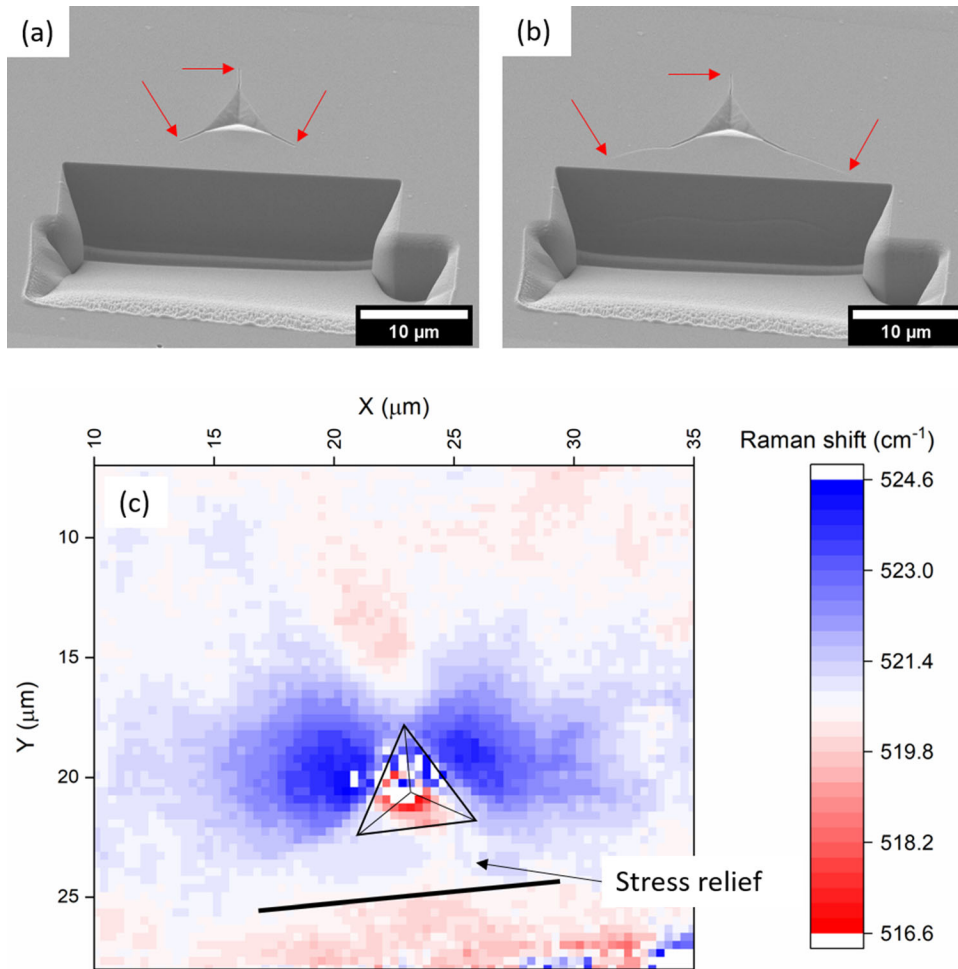 (a)
(b)
10 µm
10 µm
X (µm)
10
15
20
25
30
35
Raman shift (cm⁻¹)
(c)
524.6
523.0
521.4
519.8
518.2
516.6
Y (µm)
10
15
20
25
Stress relief